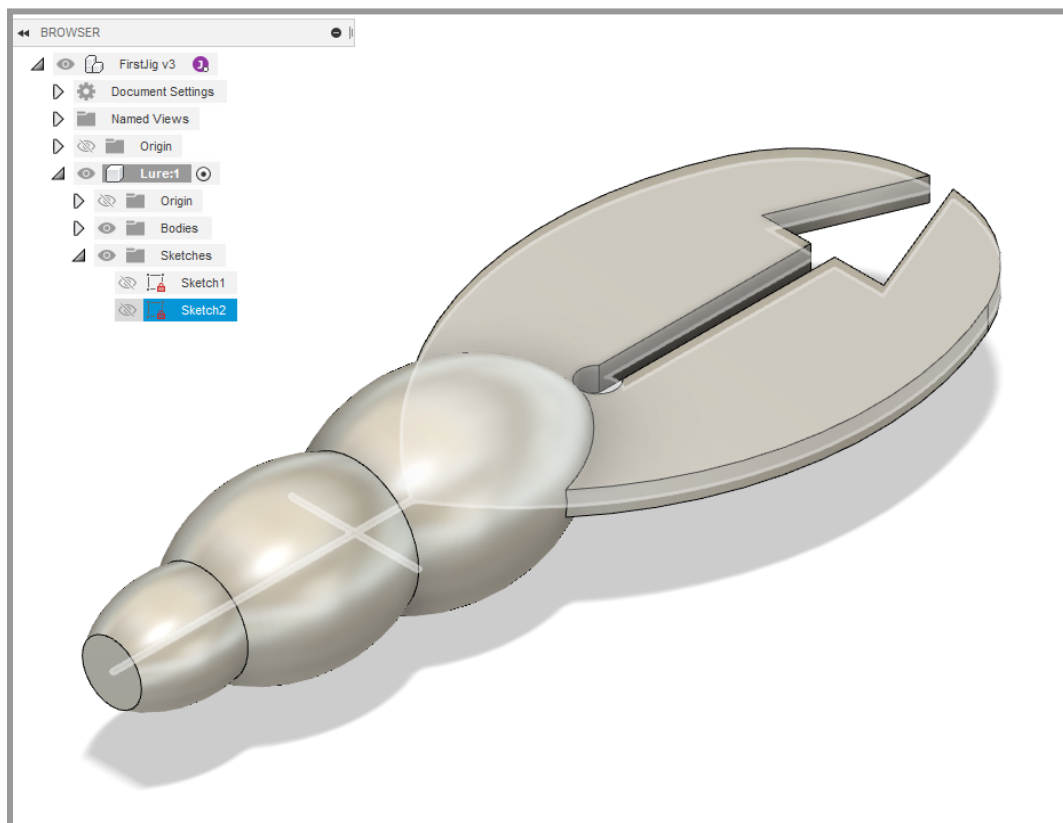 BROWSER
FirstJig v3
Document Settings
Named Views
Origin
Lure:1
Origin
Bodies
Sketches
Sketch1
Sketch2